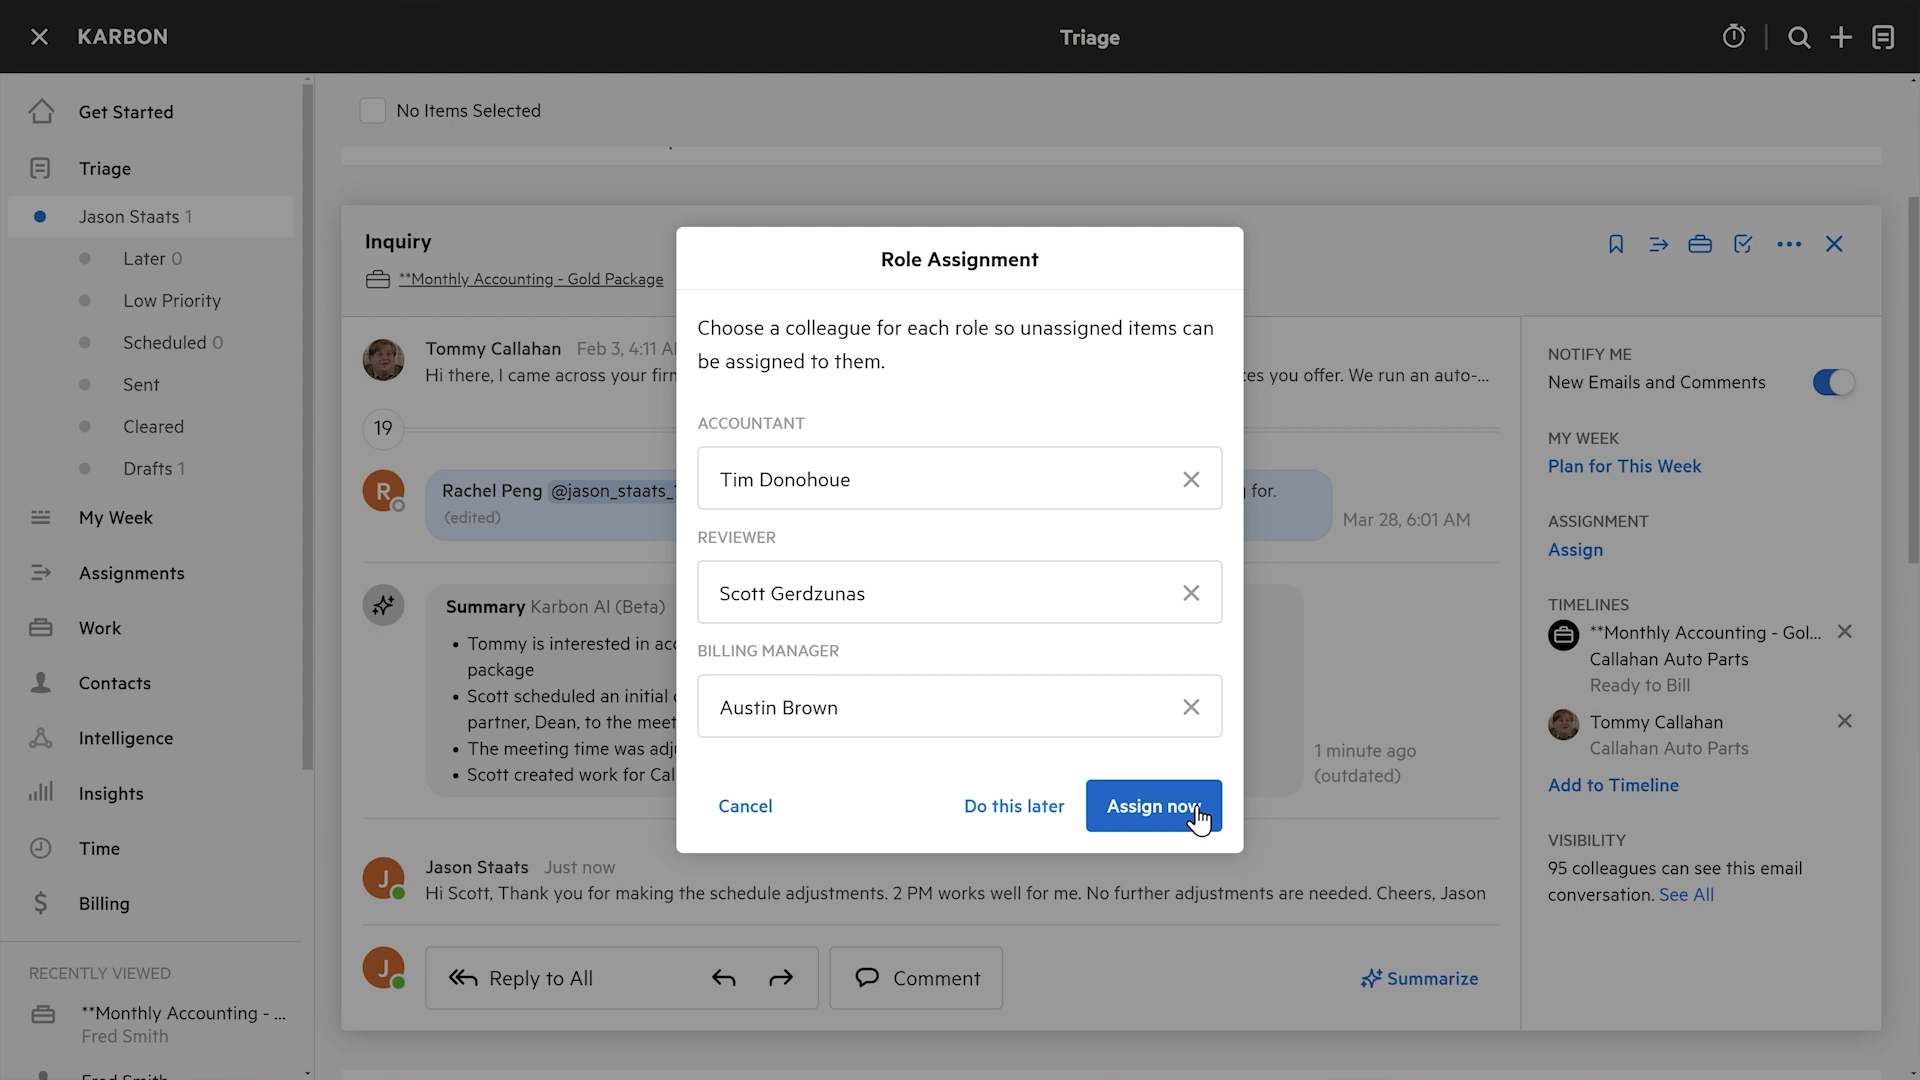 KARBON
Triage
Get Started
Triage
Jason Staats 1
Later 0
Low Priority
Scheduled 0
Sent
Cleared
Drafts 1
My Week
Assignments
Work
Contacts
Intelligence
Insights
Time
Billing
RECENTLY VIEWED
**Monthly Accounting - ...
Fred Smith
Fred Smith
No Items Selected
Inquiry
**Monthly Accounting - Gold Package
Tommy Callahan Feb 3, 4:11
Hi there, I came across your firm
es you offer. We run an auto-...
19
R
Rachel Peng @jason_staats_
for.
(edited)
Mar 28, 6:01 AM
Summary Karbon AI (Beta)
• Tommy is interested in
package
• Scott scheduled an initial
partner, Dean, to the
• The meeting time was
• Scott created work for
1 minute ago
(outdated)
J
Jason Staats Just now
Hi Scott, Thank you for making the schedule adjustments. 2 PM works well for me. No further adjustments are needed. Cheers, Jason
J
Reply to All
Comment
Summarize
Role Assignment
Choose a colleague for each role so unassigned items can
be assigned to them.
ACCOUNTANT
Tim Donohoue
REVIEWER
Scott Gerdzunas
BILLING MANAGER
Austin Brown
Cancel
Do this later
Assign now
NOTIFY ME
New Emails and Comments
MY WEEK
Plan for This Week
ASSIGNMENT
Assign
TIMELINES
**Monthly Accounting - Gol...
Callahan Auto Parts
Ready to Bill
Tommy Callahan
Callahan Auto Parts
Add to Timeline
VISIBILITY
95 colleagues can see this email
conversation. See All